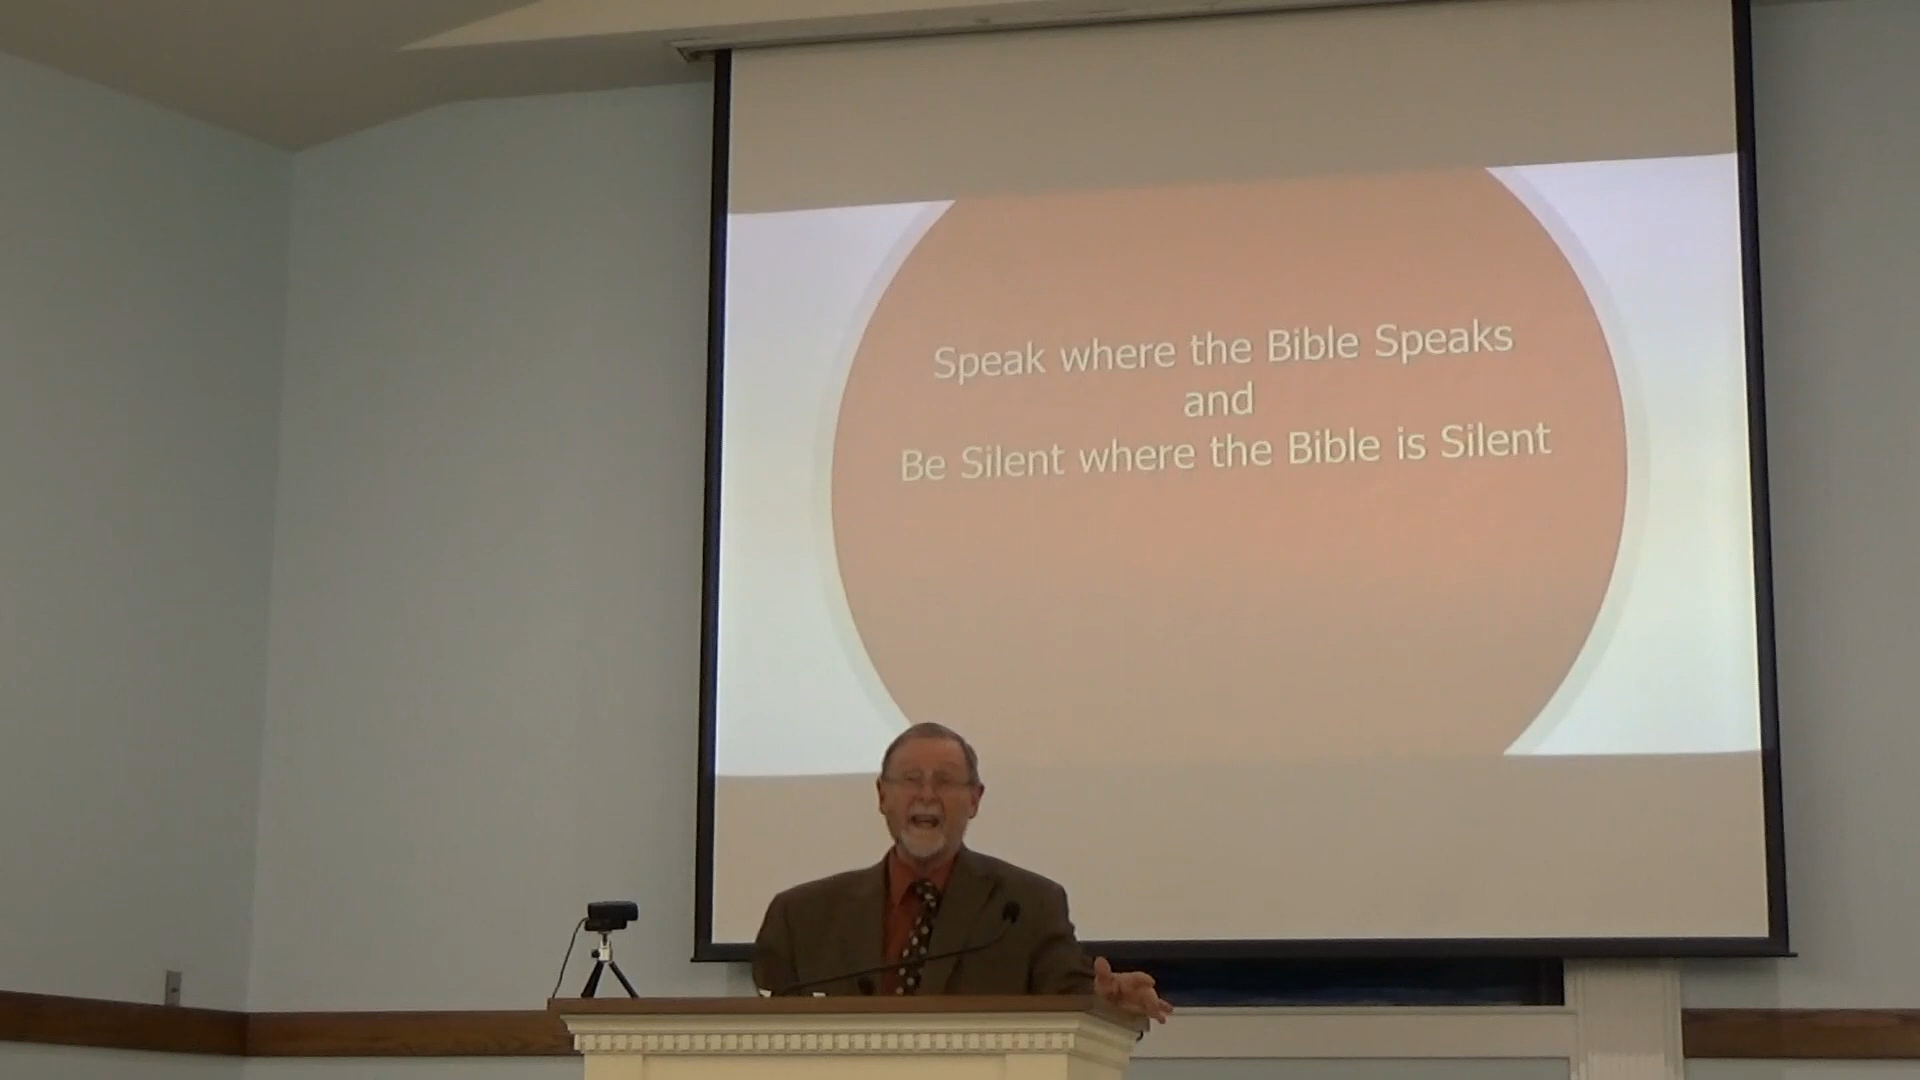 Speak where the Bible Speaks
and
Be Silent where the Bible is Silent